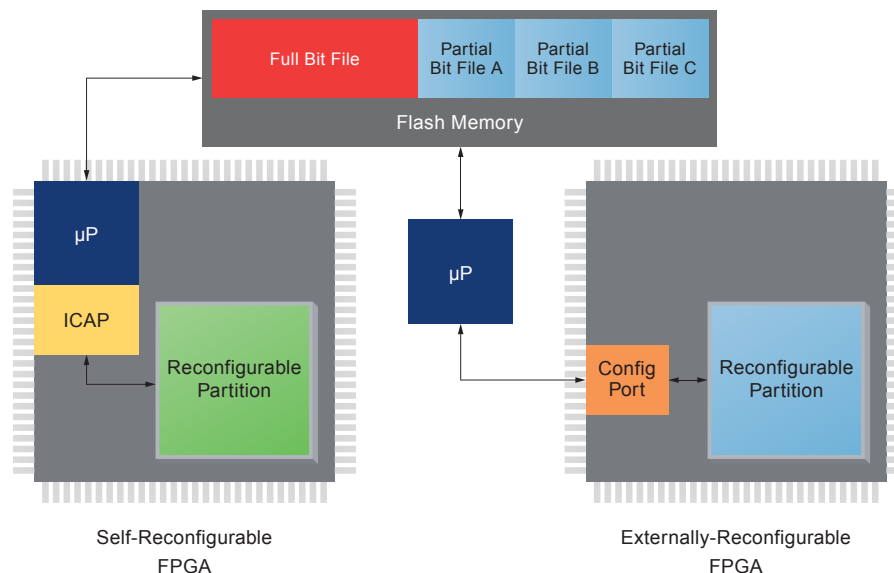 Full Bit File
Partial
Bit File A
Partial
Bit File B
Partial
Bit File C
Flash Memory
µP
ICAP
Reconfigurable
Partition
µP
Config
Port
Reconfigurable
Partition
Self-Reconfigurable
FPGA
Externally-Reconfigurable
FPGA